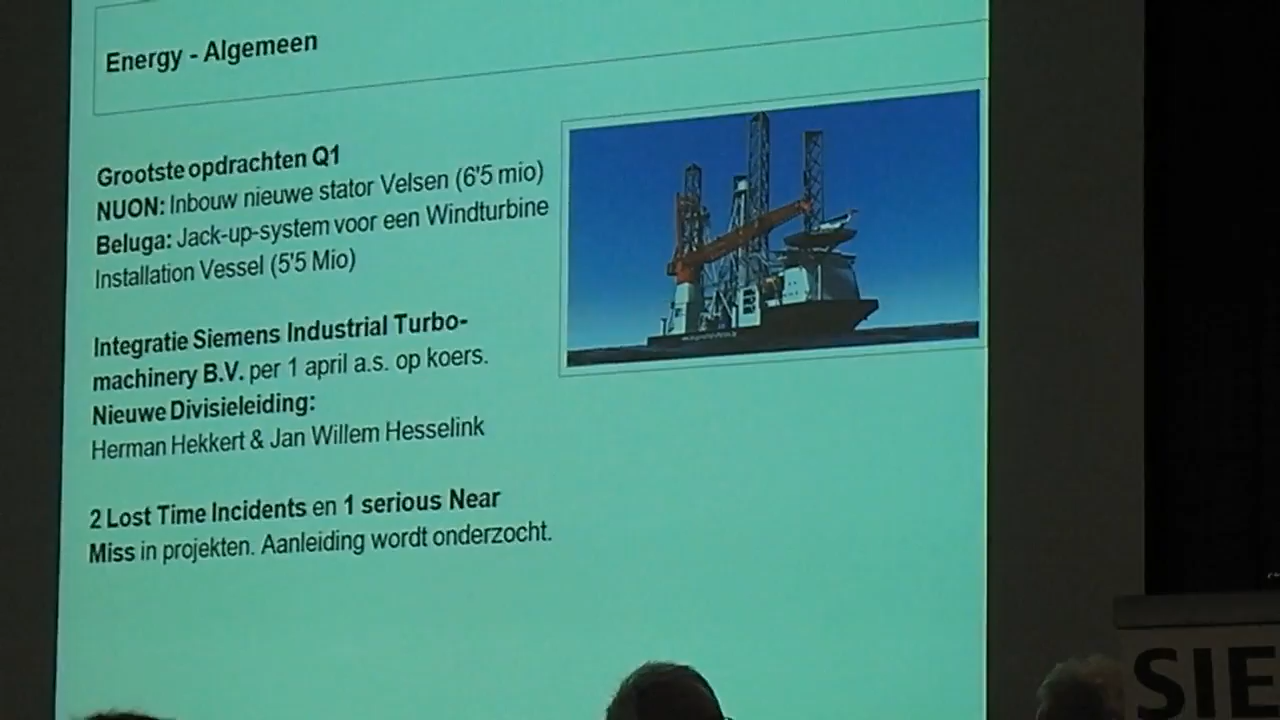 Energy - Algemeen
Grootste opdrachten Q1
NUON: Inbouw nieuwe stator Velsen (6'5 mio)
Beluga: Jack-up-system voor een Windturbine
Installation Vessel (5'5 Mio)
Integratie Siemens Industrial Turbo-
machinery B.V. per 1 april a.s. op koers.
Nieuwe Divisieleiding:
Herman Hekkert & Jan Willem Hesselink
2 Lost Time Incidents en 1 serious Near
Miss in projekten. Aanleiding wordt onderzocht.
SIE